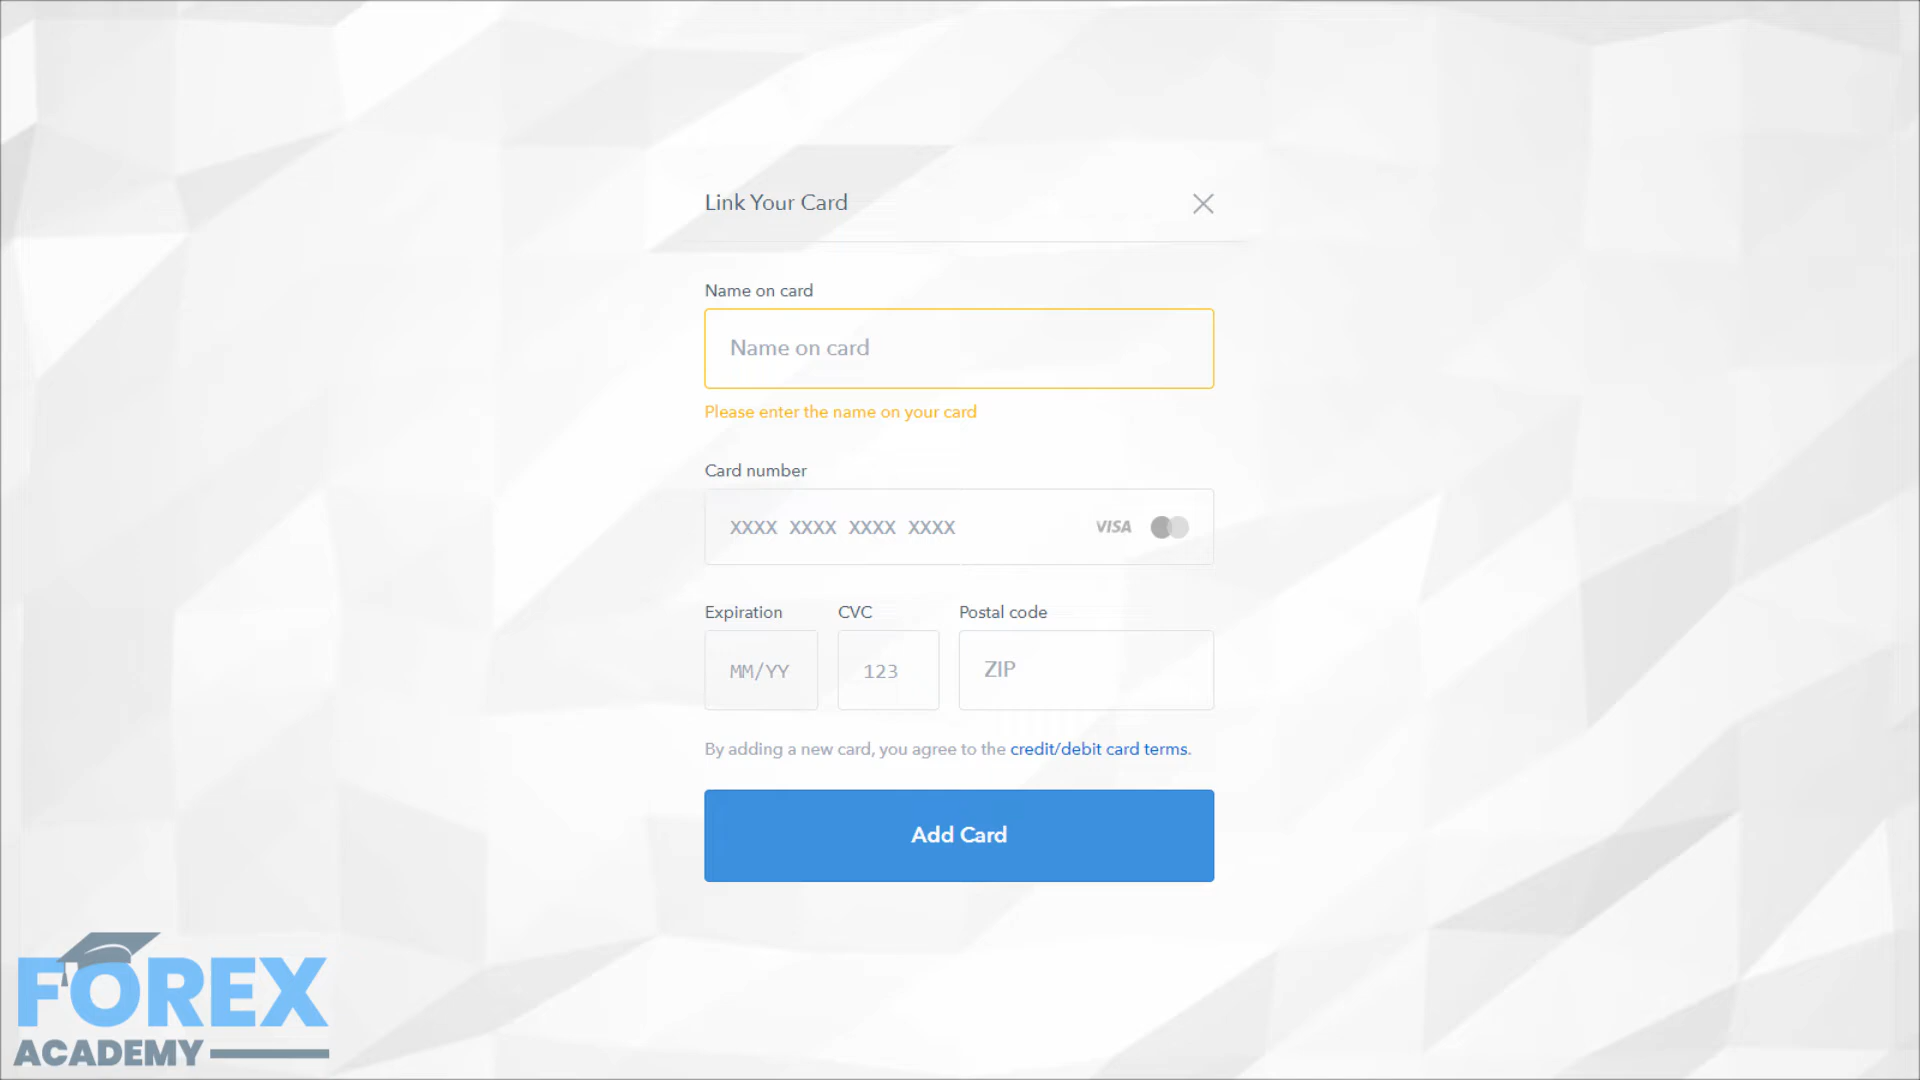 Link Your Card
Name on card
Name on card
Please enter the name on your card
Card number
XXXX XXXX XXXX XXXX VISA
Expiration CVC Postal code
MM/YY 123 ZIP
By adding a new card, you agree to the credit/debit card terms.
Add Card
FOREX
ACADEMY